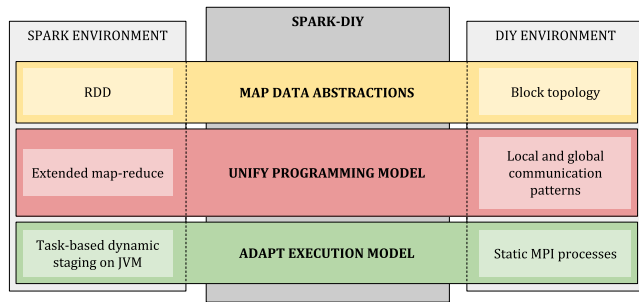 SPARK-DIY
SPARK ENVIRONMENT
DIY ENVIRONMENT
RDD
MAP DATA ABSTRACTIONS
Block topology
Extended map-reduce
UNIFY PROGRAMMING MODEL
Local and global
communication
patterns
Task-based dynamic
staging on JVM
ADAPT EXECUTION MODEL
Static MPI processes